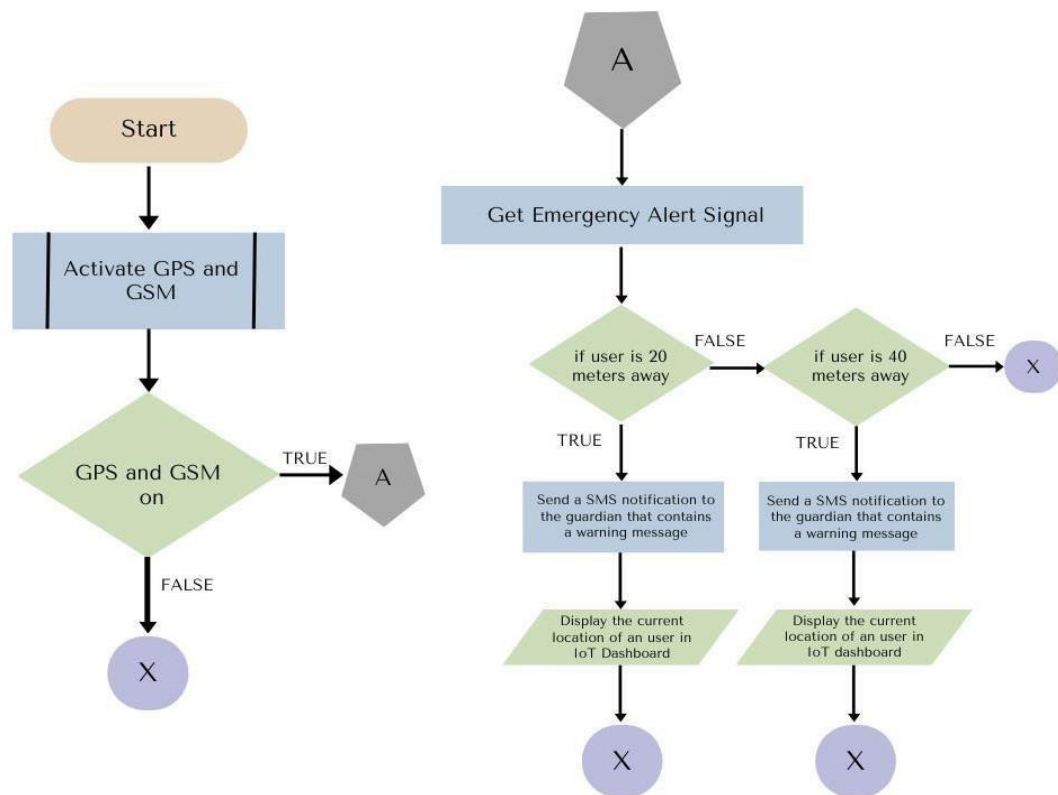 Start
Activate GPS and
GSM
GPS and GSM
on
TRUE
A
FALSE
X
A
Get Emergency Alert Signal
if user is 20
meters away
FALSE
if user is 40
meters away
FALSE
X
TRUE
TRUE
Send a SMS notification to
the guardian that contains
a warning message
Send a SMS notification to
the guardian that contains
a warning message
Display the current
location of an user in
IoT Dashboard
Display the current
location of an user in
IoT dashboard
X
X